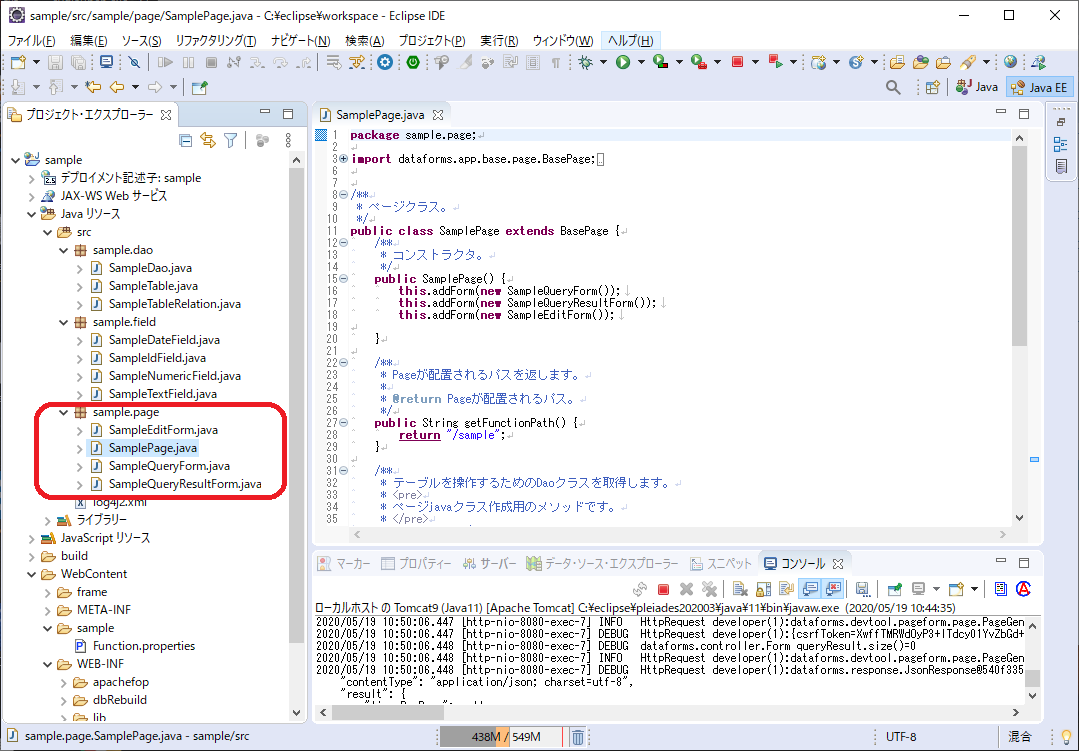 sample/src/sample/page/SamplePage.java - C:¥eclipse¥workspace - Eclipse IDE
ファイル(F) 編集(E) ソース(S) リファクタリング(T) ナビゲート(N) 検索(A) プロジェクト(P) 実行(R) ウィンドウ(W) ヘルプ(H)
Java Java EE
プロジェクト・エクスプローラー
sample
デプロイメント記述子: sample
JAX-WS Web サービス
Java リソース
src
sample.dao
SampleDao.java
SampleTable.java
SampleTableRelation.java
sample.field
SampleDateField.java
SampleIdField.java
SampleNumericField.java
SampleTextField.java
sample.page
SampleEditForm.java
SamplePage.java
SampleQueryForm.java
SampleQueryResultForm.java
log4j2.xml
ライブラリー
JavaScript リソース
build
WebContent
frame
META-INF
sample
Function.properties
WEB-INF
apachefop
dbRebuild
lib
SamplePage.java
1 package sample.page;
2
3 import dataforms.app.base.page.BasePage;
6
7
8 /**
9 * ページクラス。
10 */
11 public class SamplePage extends BasePage {
12 /**
13 * コンストラクタ。
14 */
15 public SamplePage() {
16 this.addForm(new SampleQueryForm());
17 this.addForm(new SampleQueryResultForm());
18 this.addForm(new SampleEditForm());
19
20 }
21
22 /**
23 * Pageが配置されるパスを返します。
24 *
25 * @return Pageが配置されるパス。
26 */
27 public String getFunctionPath() {
28 return "/sample";
29 }
30
31 /**
32 * テーブルを操作するためのDaoクラスを取得します。
33 * <pre>
34 * ページjavaクラス作成用のメソッドです。
35 * </pre>
マーカー プロパティー サーバー データ・ソース・エクスプローラー スニペット コンソール
ローカルホスト の Tomcat9 (Java11) [Apache Tomcat] C:¥eclipse¥pleiades202003¥java¥11¥bin¥javaw.exe (2020/05/19 10:44:35)
2020/05/19 10:50:06.447 [http-nio-8080-exec-7] INFO HttpRequest developer(1):dataforms.devtool.pageform.page.PageGen
2020/05/19 10:50:06.447 [http-nio-8080-exec-7] DEBUG HttpRequest developer(1):{csrfToken=XwffTMRWdOyP3+lTdcy01YvZbGd+
2020/05/19 10:50:06.448 [http-nio-8080-exec-7] DEBUG dataforms.controller.Form queryResult.size()=0
2020/05/19 10:50:06.448 [http-nio-8080-exec-7] INFO HttpRequest developer(1):dataforms.devtool.pageform.page.PageGen
2020/05/19 10:50:06.448 [http-nio-8080-exec-7] DEBUG HttpRequest developer(1):dataforms.response.JsonResponse@540f335
"contentType": "application/json; charset=utf-8",
"result": {
sample.page.SamplePage.java - sample/src
438M / 549M
UTF-8
混合